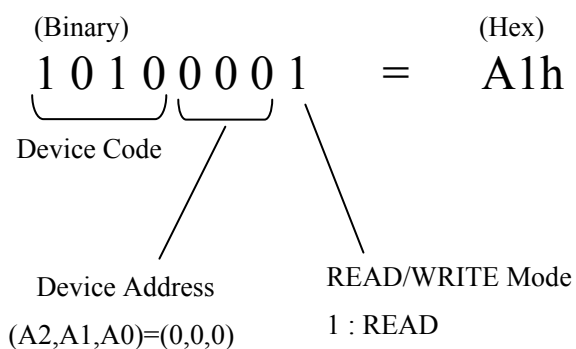 (Binary) (Hex)
1 0 1 0 0 0 0 1 = A1h
Device Code
Device Address
(A2,A1,A0)=(0,0,0)
READ/WRITE Mode
1 : READ